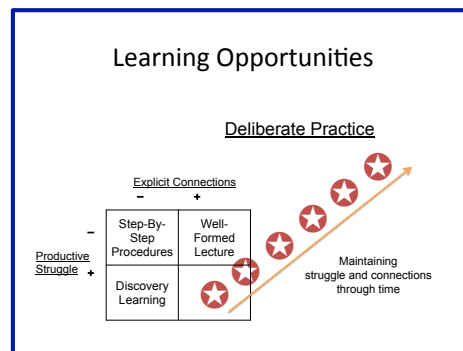 Learning Opportunities
Deliberate Practice
Explicit Connections
– +
Step-By-
Step
Procedures
Well-
Formed
Lecture
–
Productive
Struggle
+
Discovery
Learning
Maintaining
struggle and connections
through time